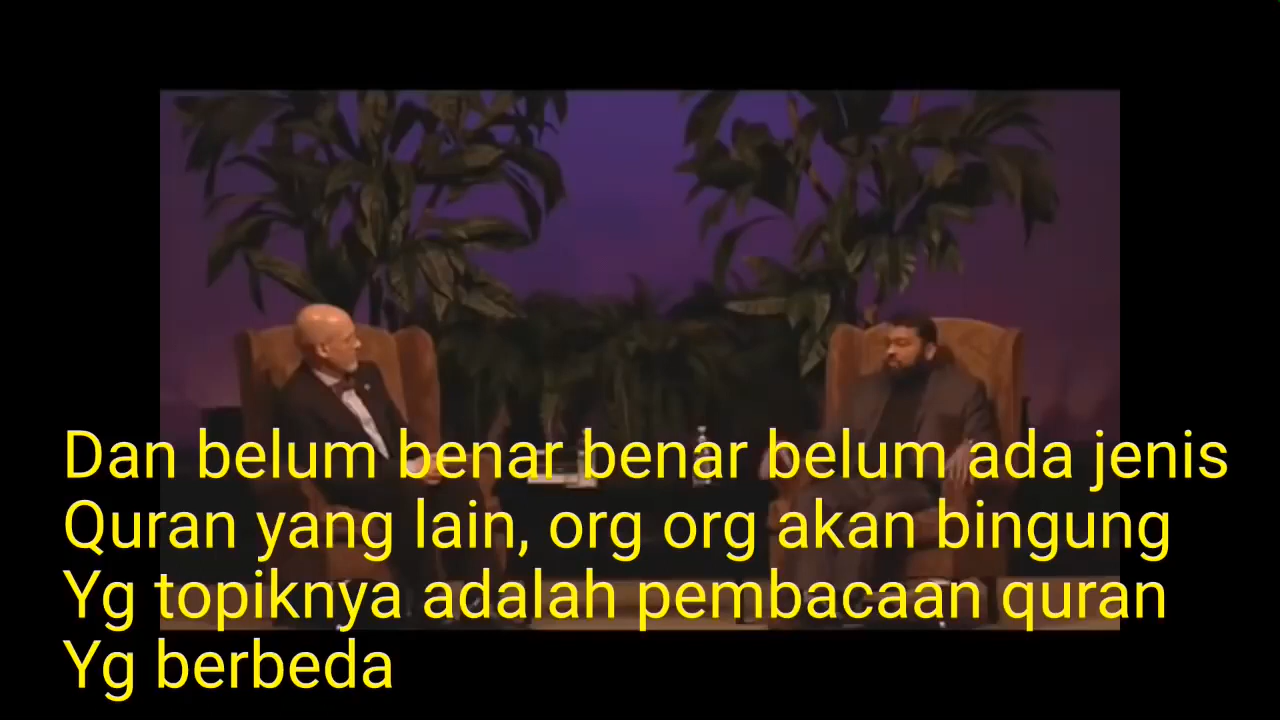 Dan belum benar benar belum ada jenis
Quran yang lain, org org akan bingung
Yg topiknya adalah pembacaan quran
Yg berbeda